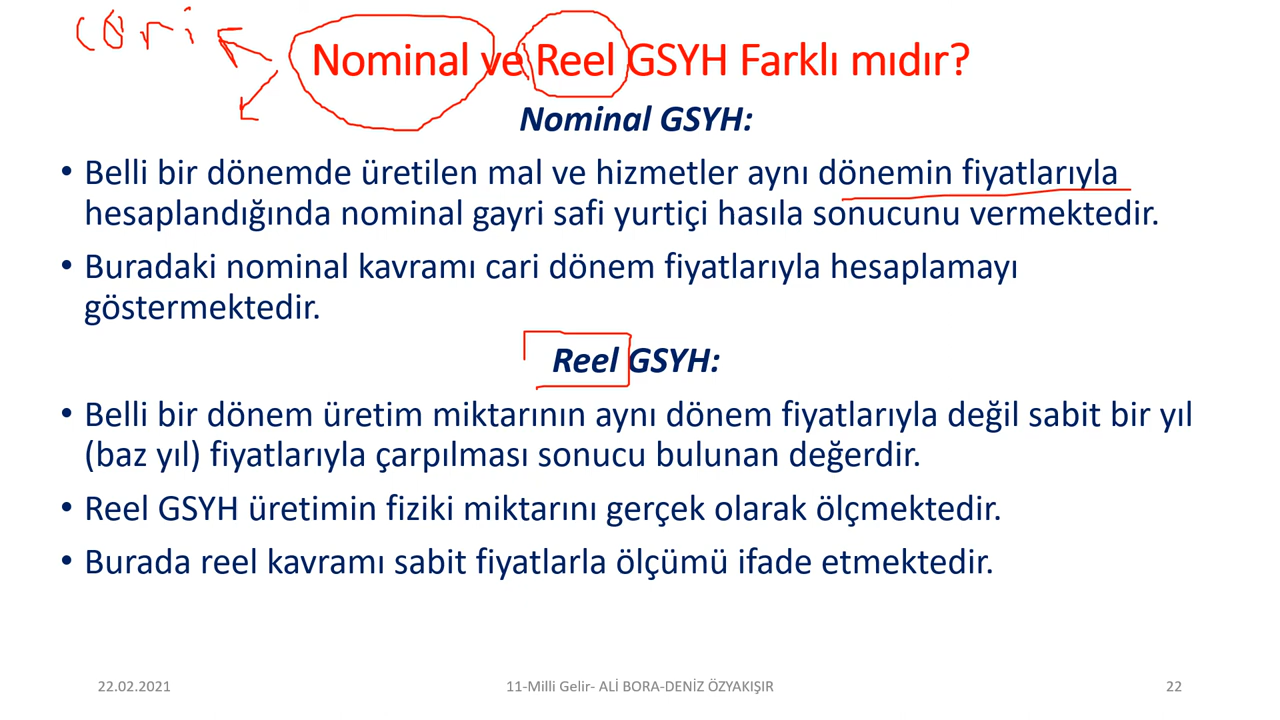 cari
Nominal ve Reel GSYH Farklı mıdır?
Nominal GSYH:
• Belli bir dönemde üretilen mal ve hizmetler aynı dönemin fiyatlarıyla
hesaplandığında nominal gayri safi yurtiçi hasıla sonucunu vermektedir.
• Buradaki nominal kavramı cari dönem fiyatlarıyla hesaplamayı
göstermektedir.
Reel GSYH:
• Belli bir dönem üretim miktarının aynı dönem fiyatlarıyla değil sabit bir yıl
(baz yıl) fiyatlarıyla çarpılması sonucu bulunan değerdir.
• Reel GSYH üretimin fiziki miktarını gerçek olarak ölçmektedir.
• Burada reel kavramı sabit fiyatlarla ölçümü ifade etmektedir.
22.02.2021
11-Milli Gelir- ALİ BORA-DENİZ ÖZYAKIŞIR
22